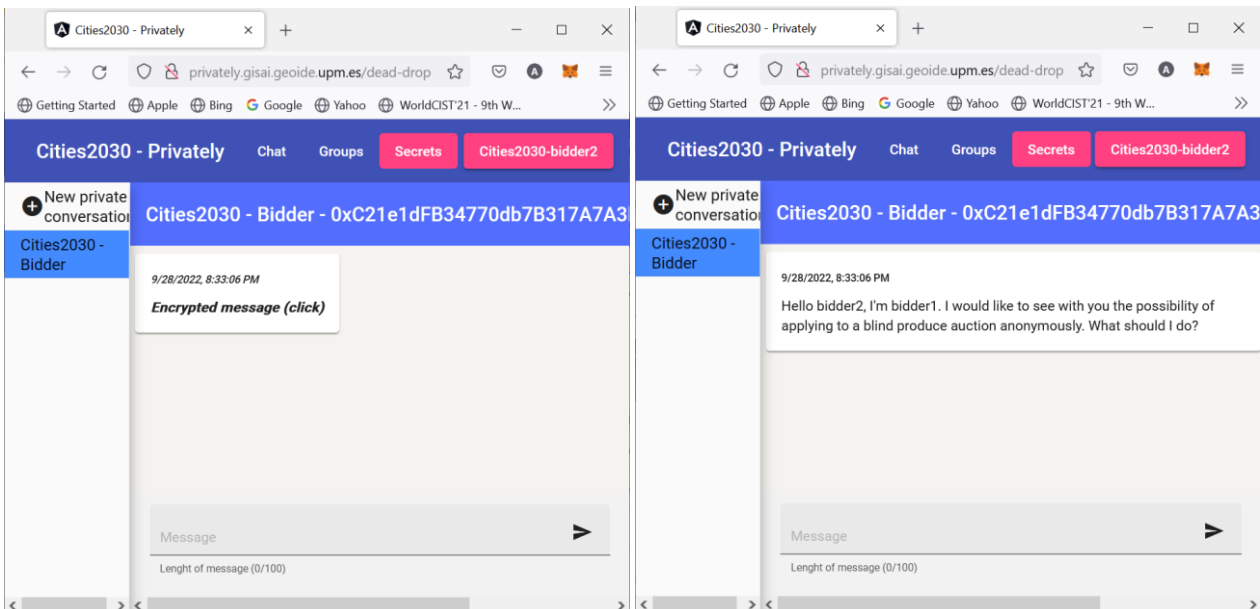 Cities2030 - Privately
privately.gisai.geoide.upm.es/dead-drop
Getting Started Apple Bing Google Yahoo WorldCIST'21 - 9th W...
Cities2030 - Privately Chat Groups Secrets Cities2030-bidder2
New private
conversation
Cities2030 - Bidder - 0xC21e1dFB34770db7B317A7A3
Cities2030 -
Bidder
9/28/2022, 8:33:06 PM
Encrypted message (click)
Message
Lenght of message (0/100)
Cities2030 - Privately
privately.gisai.geoide.upm.es/dead-drop
Getting Started Apple Bing Google Yahoo WorldCIST'21 - 9th W...
Cities2030 - Privately Chat Groups Secrets Cities2030-bidder2
New private
conversation
Cities2030 - Bidder - 0xC21e1dFB34770db7B317A7A3
Cities2030 -
Bidder
9/28/2022, 8:33:06 PM
Hello bidder2, I'm bidder1. I would like to see with you the possibility of
applying to a blind produce auction anonymously. What should I do?
Message
Lenght of message (0/100)